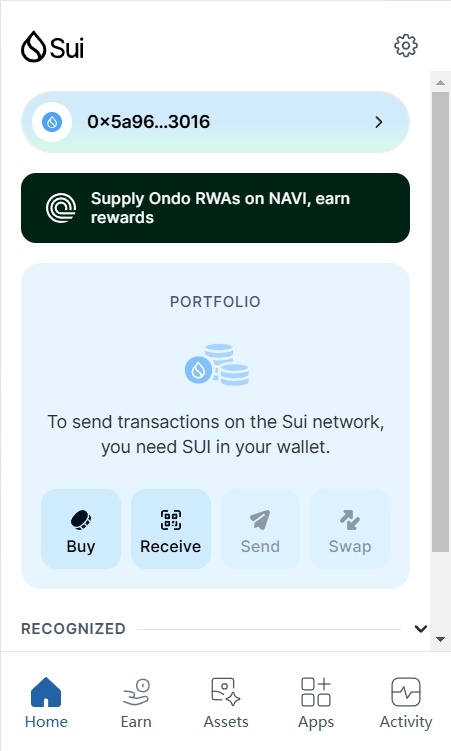 Sui
0x5a96...3016
Supply Ondo RWAs on NAVI, earn
rewards
PORTFOLIO
To send transactions on the Sui network,
you need SUI in your wallet.
Buy
Receive
Send
Swap
RECOGNIZED
Home
Earn
Assets
Apps
Activity